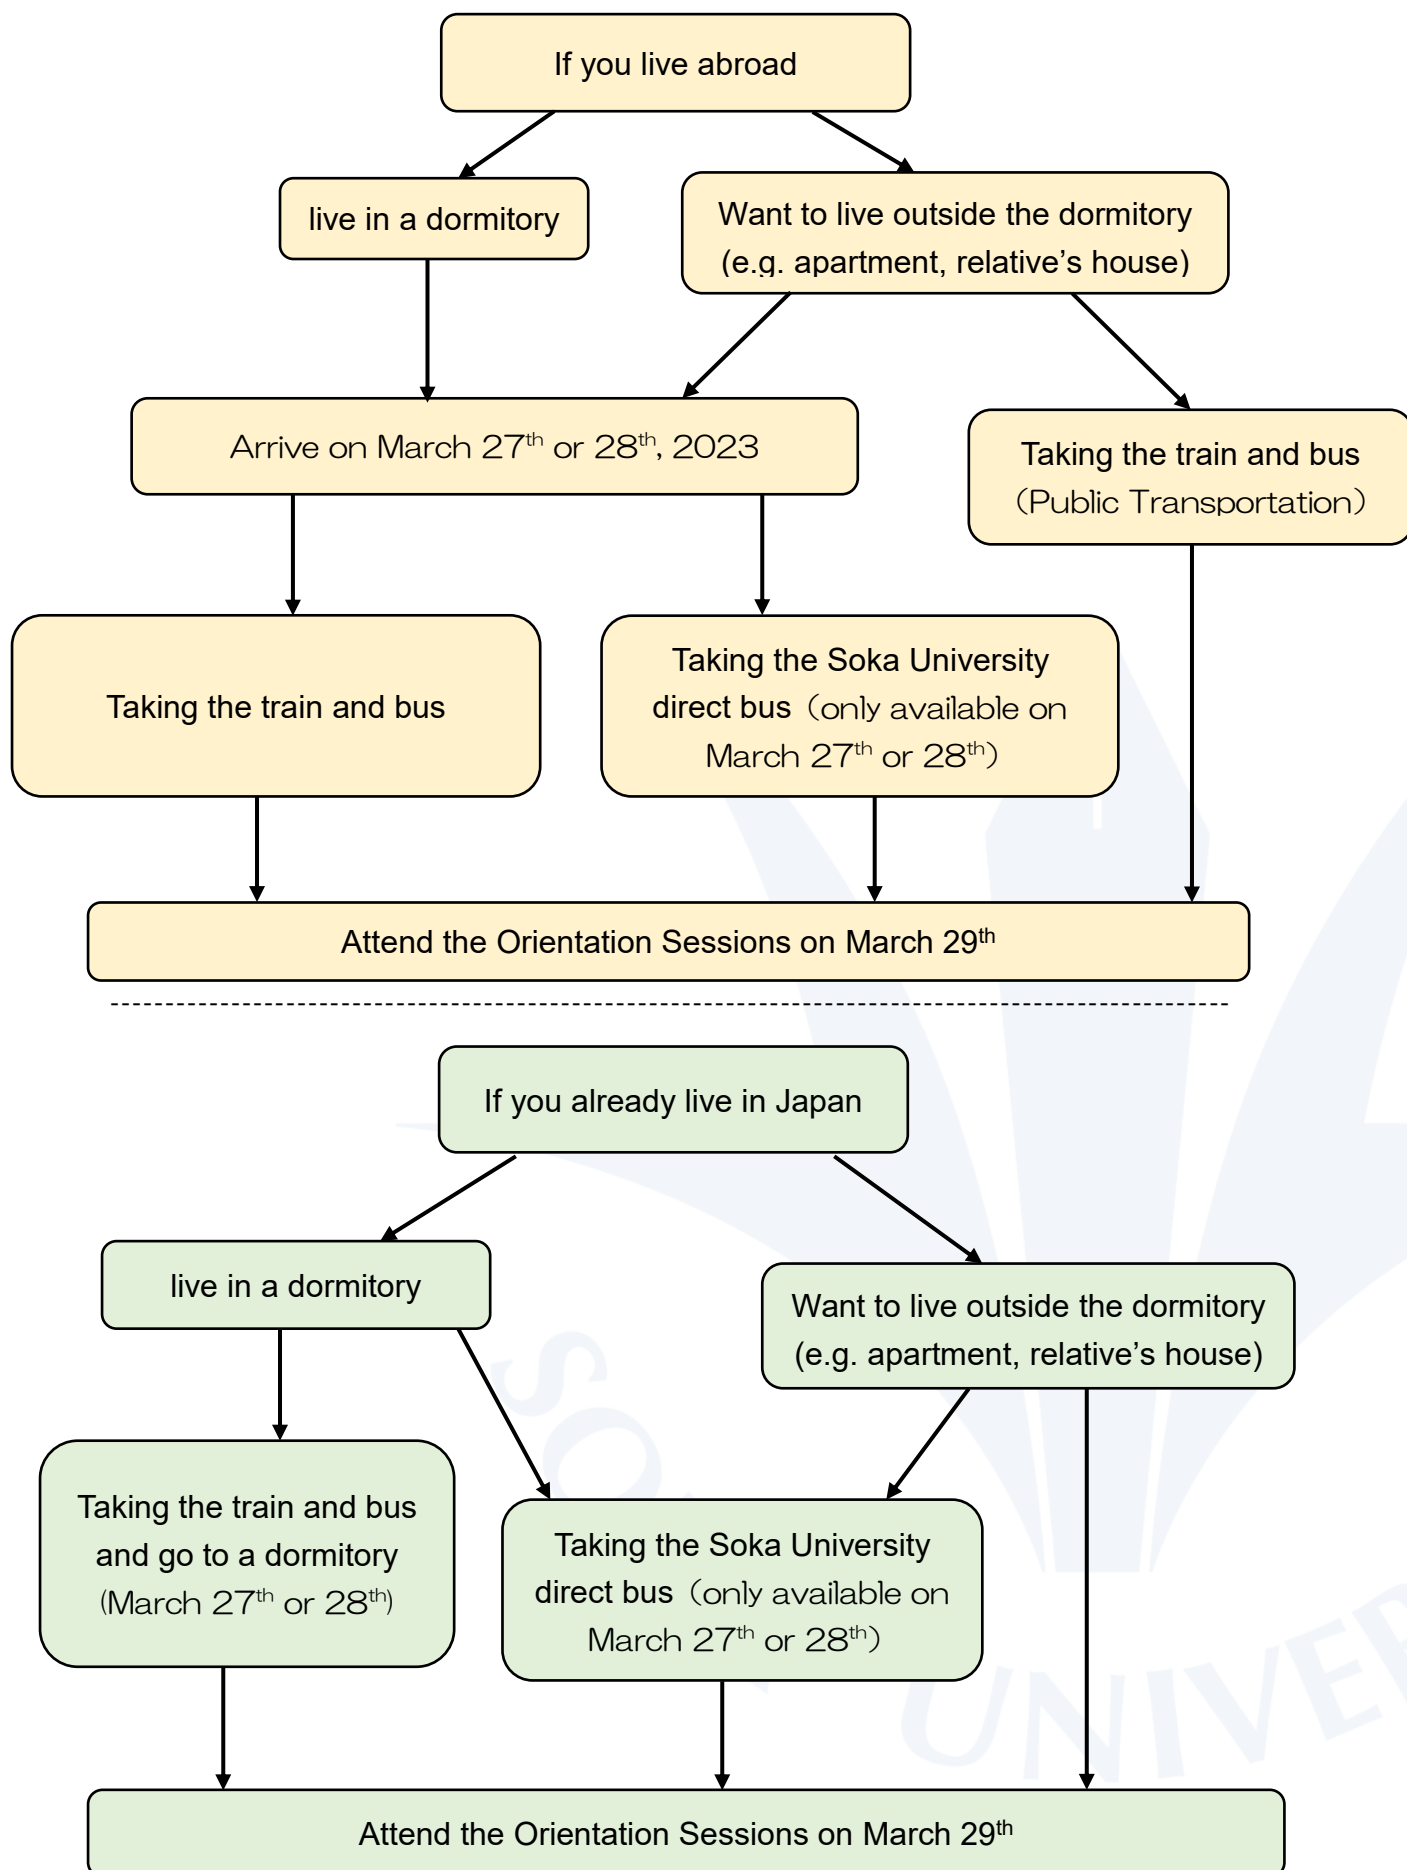 If you live abroad
live in a dormitory
Want to live outside the dormitory
(e.g. apartment, relative’s house)
Arrive on March 27th or 28th, 2023
Taking the train and bus
（Public Transportation）
Taking the train and bus
Taking the Soka University
direct bus（only available on
March 27th or 28th）
Attend the Orientation Sessions on March 29th
If you already live in Japan
live in a dormitory
Want to live outside the dormitory
(e.g. apartment, relative’s house)
Taking the train and bus
and go to a dormitory
(March 27th or 28th)
Taking the Soka University
direct bus（only available on
March 27th or 28th）
Attend the Orientation Sessions on March 29th